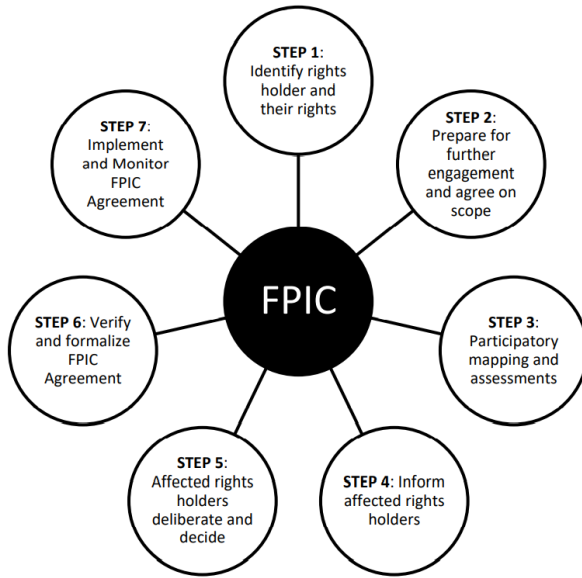 STEP 1:
Identify rights
holder and
their rights
STEP 2:
Prepare for
further
engagement
and agree on
scope
STEP 3:
Participatory
mapping and
assessments
STEP 4: Inform
affected rights
holders
STEP 5:
Affected rights
holders
deliberate and
decide
STEP 6: Verify
and formalize
FPIC
Agreement
STEP 7:
Implement
and Monitor
FPIC
Agreement
FPIC